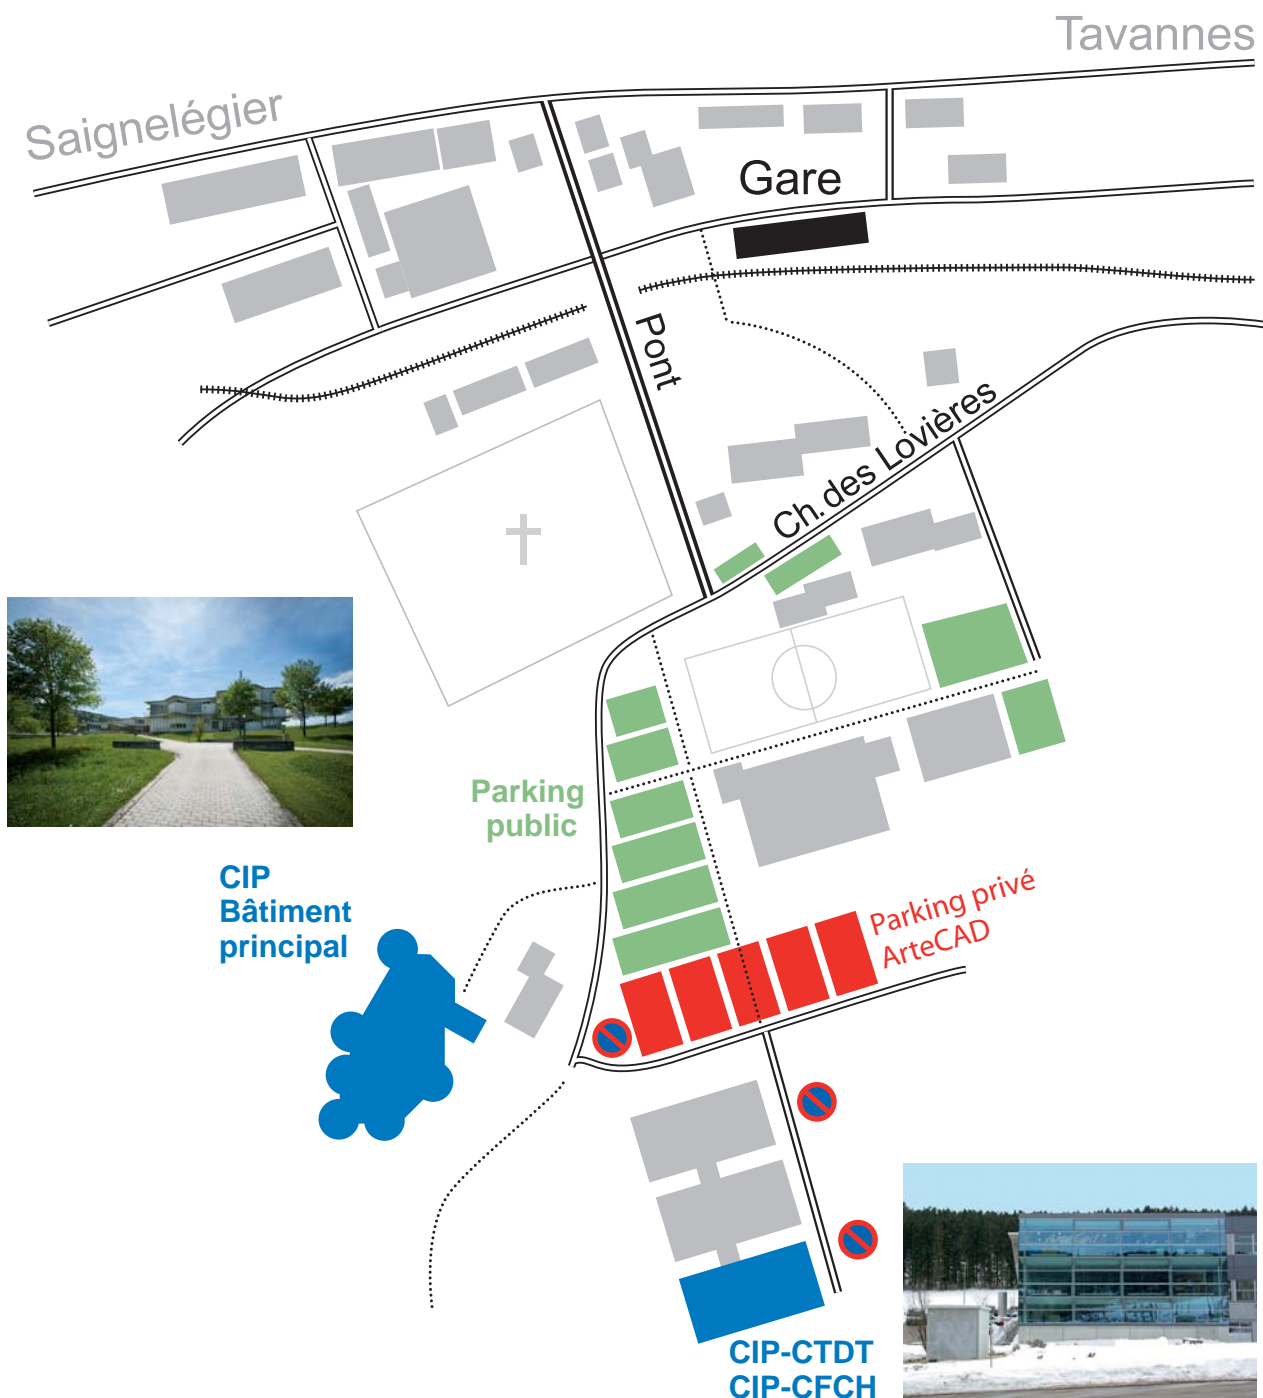 Tavannes
Saignelégier
Gare
Pont
Ch. des Lovières
Parking
public
CIP
Bâtiment
principal
Parking privé
ArteCAD
CIP-CTDT
CIP-CFCH